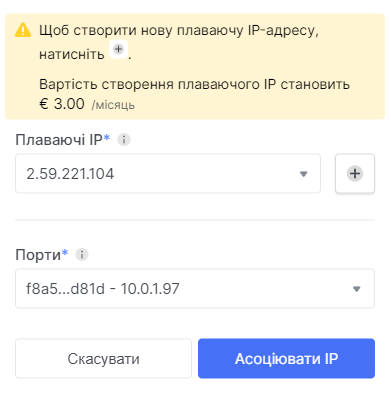 Щоб створити нову плаваючу IP-адресу,
натисніть + .
Вартість створення плаваючого IP становить
€ 3.00 /місяць
Плаваючі IP*
2.59.221.104
Порти*
f8a5...d81d - 10.0.1.97
Скасувати Асоціювати IP